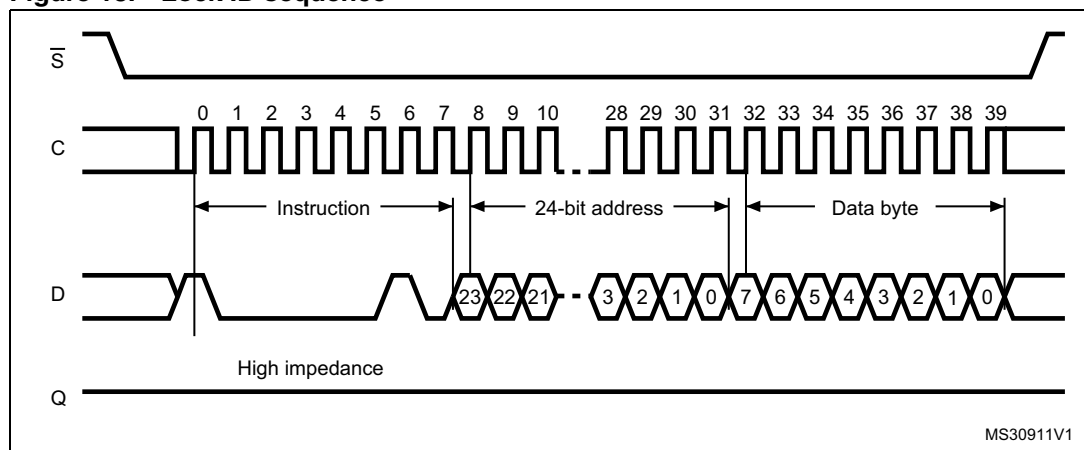 Figure Lock ID sequence
S
0 1 2 3 4 5 6 7 8 9 10 28 29 30 31 32 33 34 35 36 37 38 39
C
Instruction 24-bit address Data byte
D 23 22 21 3 2 1 0 7 6 5 4 3 2 1 0
High impedance
Q
MS30911V1